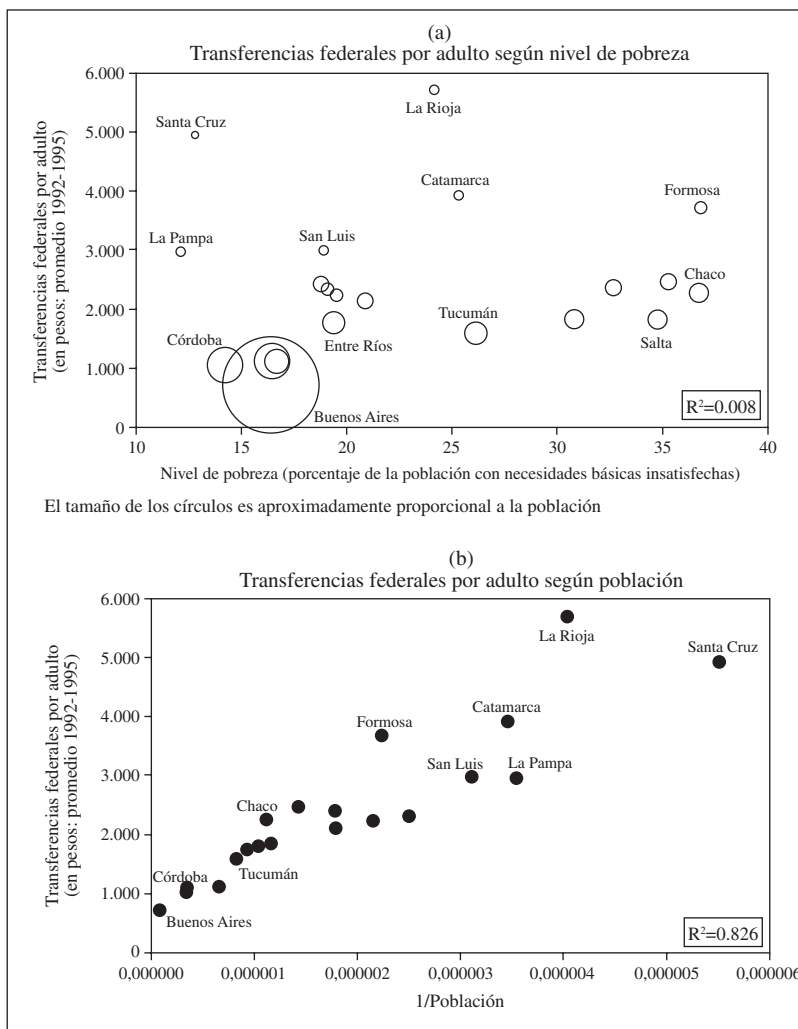 (a)
Transferencias federales por adulto según nivel de pobreza
Transferencias federales por adulto
(en pesos: promedio 1992-1995)
6.000
5.000
4.000
3.000
2.000
1.000
0
La Rioja
Santa Cruz
Catamarca
Formosa
La Pampa
San Luis
Chaco
Tucumán
Córdoba
Entre Ríos
Salta
Buenos Aires
R²=0.008
10
15
20
25
30
35
40
Nivel de pobreza (porcentaje de la población con necesidades básicas insatisfechas)
El tamaño de los círculos es aproximadamente proporcional a la población
(b)
Transferencias federales por adulto según población
Transferencias federales por adulto
(en pesos: promedio 1992-1995)
6.000
5.000
4.000
3.000
2.000
1.000
0
La Rioja
Santa Cruz
Catamarca
Formosa
San Luis
La Pampa
Chaco
Córdoba
Tucumán
Buenos Aires
R²=0.826
0,000000
0,000001
0,000002
0,000003
0,000004
0,000005
0,000006
1/Población